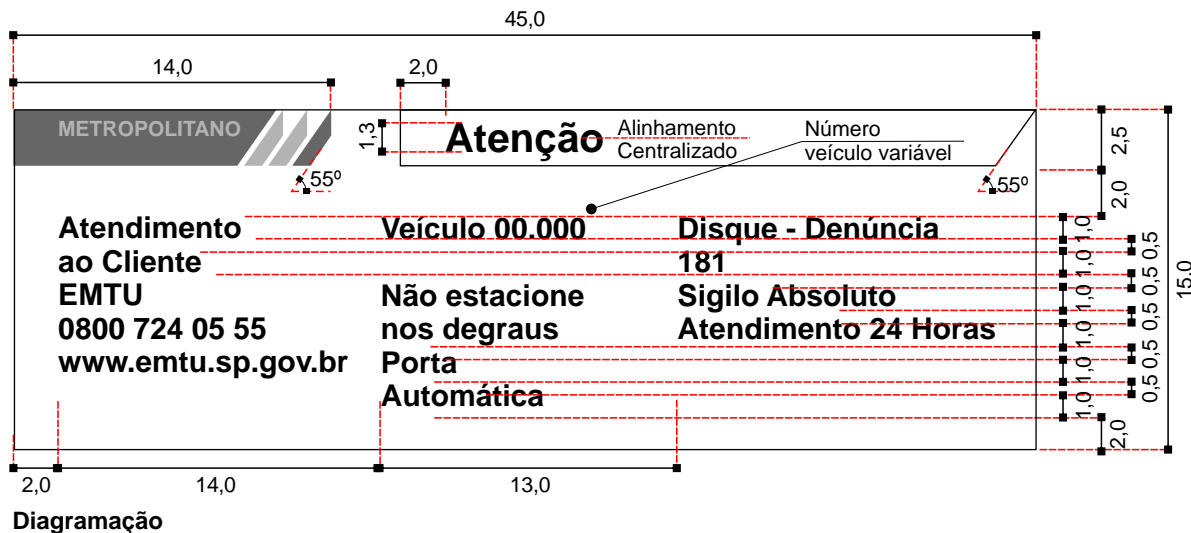 45,0
14,0
2,0
METROPOLITANO
1,3
Atenção
Alinhamento
Centralizado
Número
veículo variável
55º
55º
2,5
2,0
15,0
Atendimento
ao Cliente
EMTU
0800 724 05 55
www.emtu.sp.gov.br
Veículo 00.000
Não estacione
nos degraus
Porta
Automática
Disque - Denúncia
181
Sigilo Absoluto
Atendimento 24 Horas
1,0
1,0
1,0
1,0
1,0
1,0
0,5
0,5
0,5
0,5
0,5
2,0
2,0
14,0
13,0
Diagramação